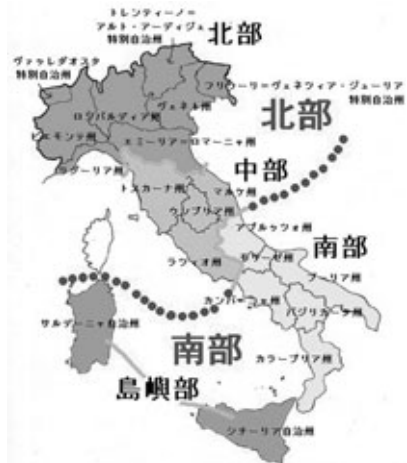 トレンティーノ＝
アルト・アーディジェ
特別自治州
北部
ヴァッレダオスタ
特別自治州
フリウーリ＝ヴェネツィア・ジューリア
特別自治州
ヴェネト州
ロンバルディア州
北部
ピエモンテ州
エミーリア＝ロマーニャ州
中部
リグーリア州
トスカーナ州
マルケ州
ウンブリア州
アブルッツォ州
南部
ラツィオ州
モリーゼ州
プーリア州
カンパーニャ州
バジリカータ州
サルデーニャ自治州
南部
カラーブリア州
島嶼部
シチーリア自治州